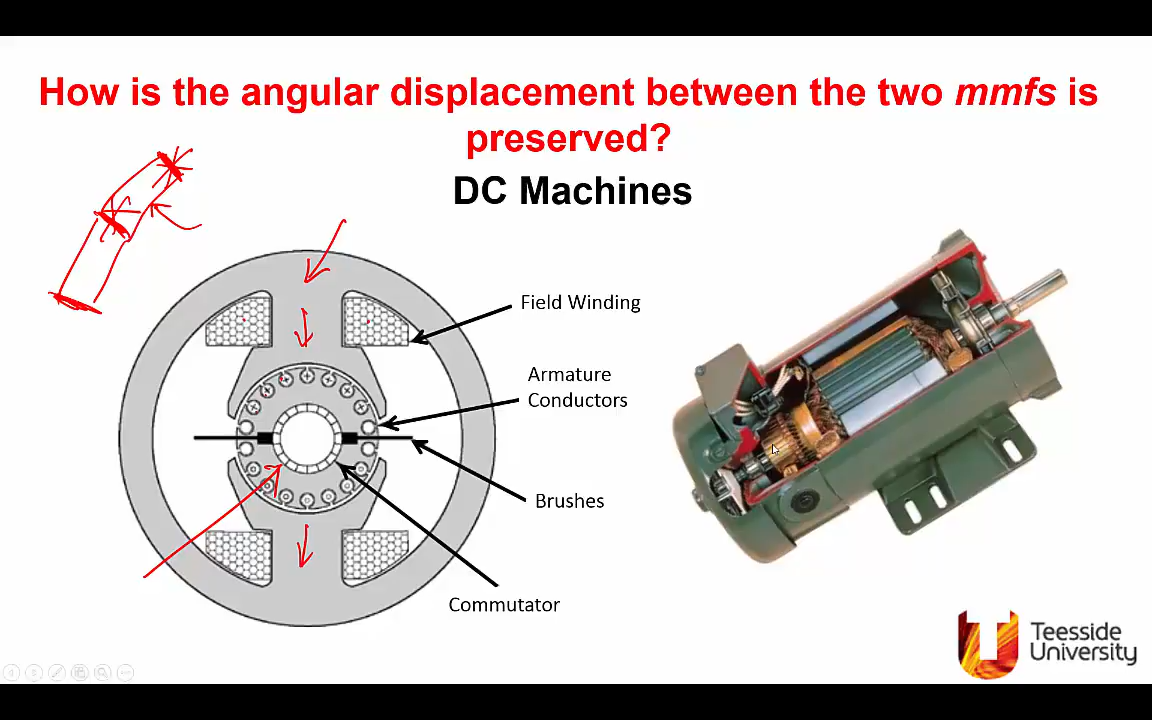 How is the angular displacement between the two mmfs is
preserved?
DC Machines
Field Winding
Armature
Conductors
Brushes
Commutator
Teesside
University